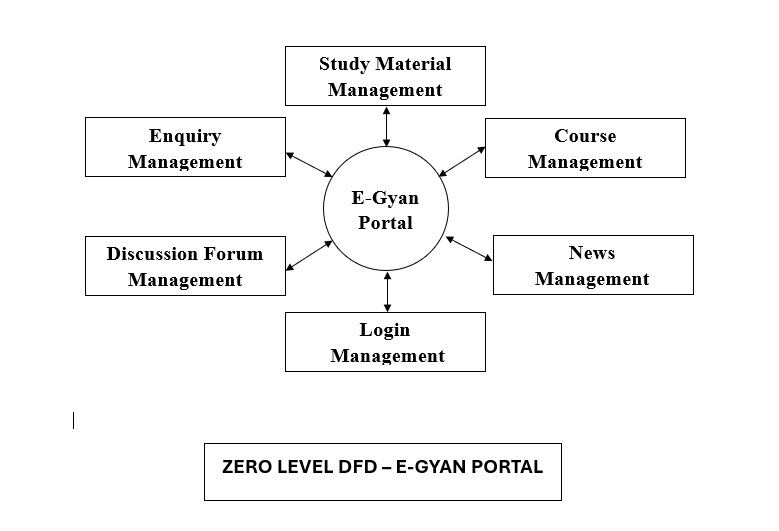 Study Material
Management
Enquiry
Management
Course
Management
E-Gyan
Portal
Discussion Forum
Management
News
Management
Login
Management
ZERO LEVEL DFD – E-GYAN PORTAL